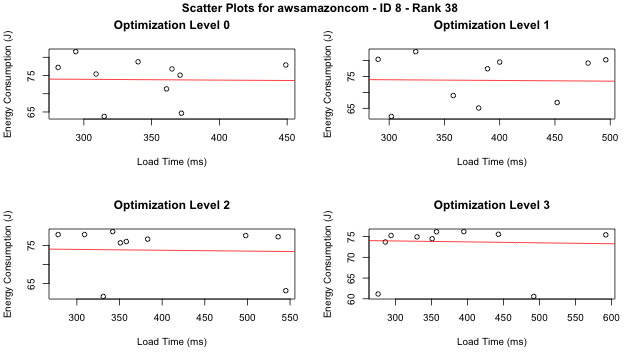 Scatter Plots for awsamazoncom - ID 8 - Rank 38
Optimization Level 0
Energy Consumption (J)
75
65
300 350 400 450
Load Time (ms)
Optimization Level 1
Energy Consumption (J)
75
65
300 350 400 450 500
Load Time (ms)
Optimization Level 2
Energy Consumption (J)
75
65
300 350 400 450 500 550
Load Time (ms)
Optimization Level 3
Energy Consumption (J)
75
70
65
60
300 350 400 450 500 550 600
Load Time (ms)